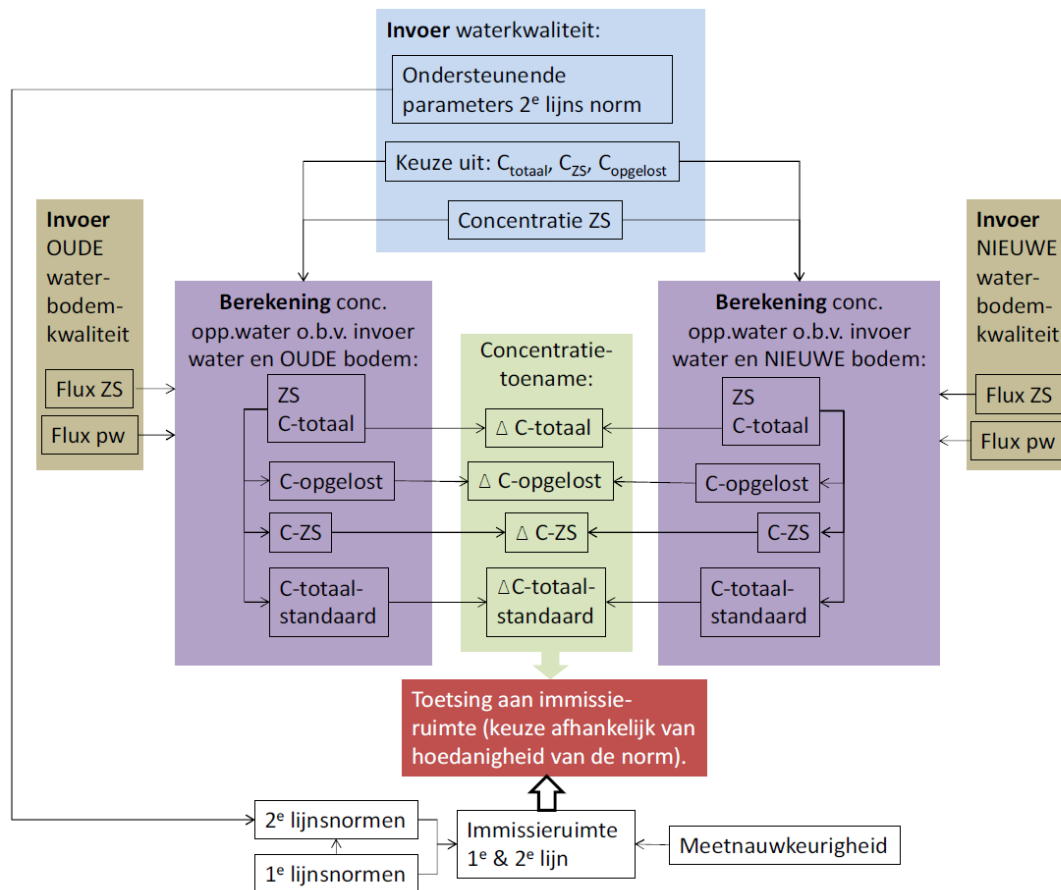 Invoer waterkwaliteit:
Ondersteunende
parameters 2e lijns norm
Keuze uit: Ctotaal, CZS, Copgelost
Concentratie ZS
Invoer
OUDE
water-
bodem-
kwaliteit
Flux ZS
Flux pw
Berekening conc.
opp.water o.b.v. invoer
water en OUDE bodem:
ZS
C-totaal
C-opgelost
C-ZS
C-totaal-
standaard
Concentratie-
toename:
Δ C-totaal
Δ C-opgelost
Δ C-ZS
ΔC-totaal-
standaard
Berekening conc.
opp.water o.b.v. invoer
water en NIEUWE bodem:
ZS
C-totaal
C-opgelost
C-ZS
C-totaal-
standaard
Invoer
NIEUWE
water-
bodem-
kwaliteit
Flux ZS
Flux pw
Toetsing aan immissie-
ruimte (keuze afhankelijk van
hoedanigheid van de norm).
2e lijnsnormen
1e lijnsnormen
Immissieruimte
1e & 2e lijn
Meetnauwkeurigheid